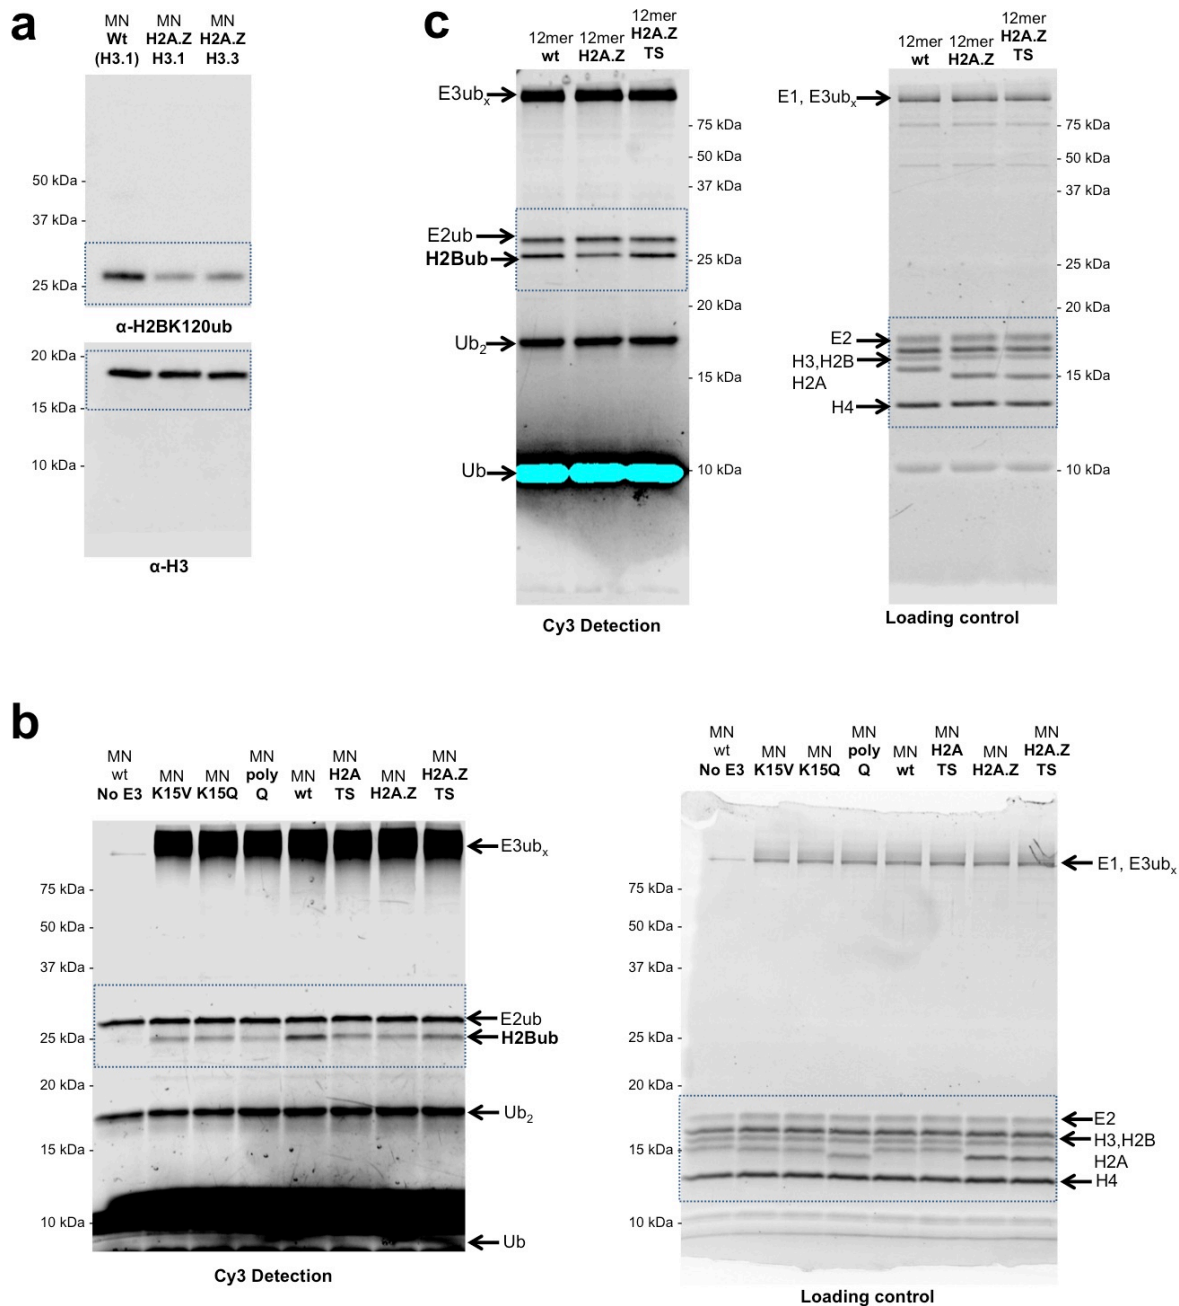 a
MN MN MN
Wt H2A.Z H2A.Z
(H3.1) H3.1 H3.3
50 kDa -
37 kDa -
25 kDa -
α-H2BK120ub
20 kDa -
15 kDa -
10 kDa -
α-H3
c
12mer 12mer 12mer
wt H2A.Z H2A.Z
TS
E3ubx
- 75 kDa
- 50 kDa
- 37 kDa
E2ub
H2Bub
- 25 kDa
- 20 kDa
Ub2
- 15 kDa
Ub
- 10 kDa
Cy3 Detection
12mer 12mer 12mer
wt H2A.Z H2A.Z
TS
E1, E3ubx
- 75 kDa
- 50 kDa
- 37 kDa
- 25 kDa
- 20 kDa
E2
H3,H2B
H2A
- 15 kDa
H4
- 10 kDa
Loading control
b
MN MN MN MN MN MN MN MN
wt K15V K15Q poly wt H2A H2A.Z H2A.Z
No E3 Q TS TS
E3ubx
75 kDa -
50 kDa -
37 kDa -
E2ub
25 kDa -
H2Bub
20 kDa -
Ub2
15 kDa -
10 kDa -
Ub
Cy3 Detection
MN MN MN MN MN MN MN MN
wt K15V K15Q poly wt H2A H2A.Z H2A.Z
No E3 Q TS TS
E1, E3ubx
75 kDa -
50 kDa -
37 kDa -
25 kDa -
20 kDa -
E2
H3,H2B
15 kDa -
H2A
H4
10 kDa -
Loading control